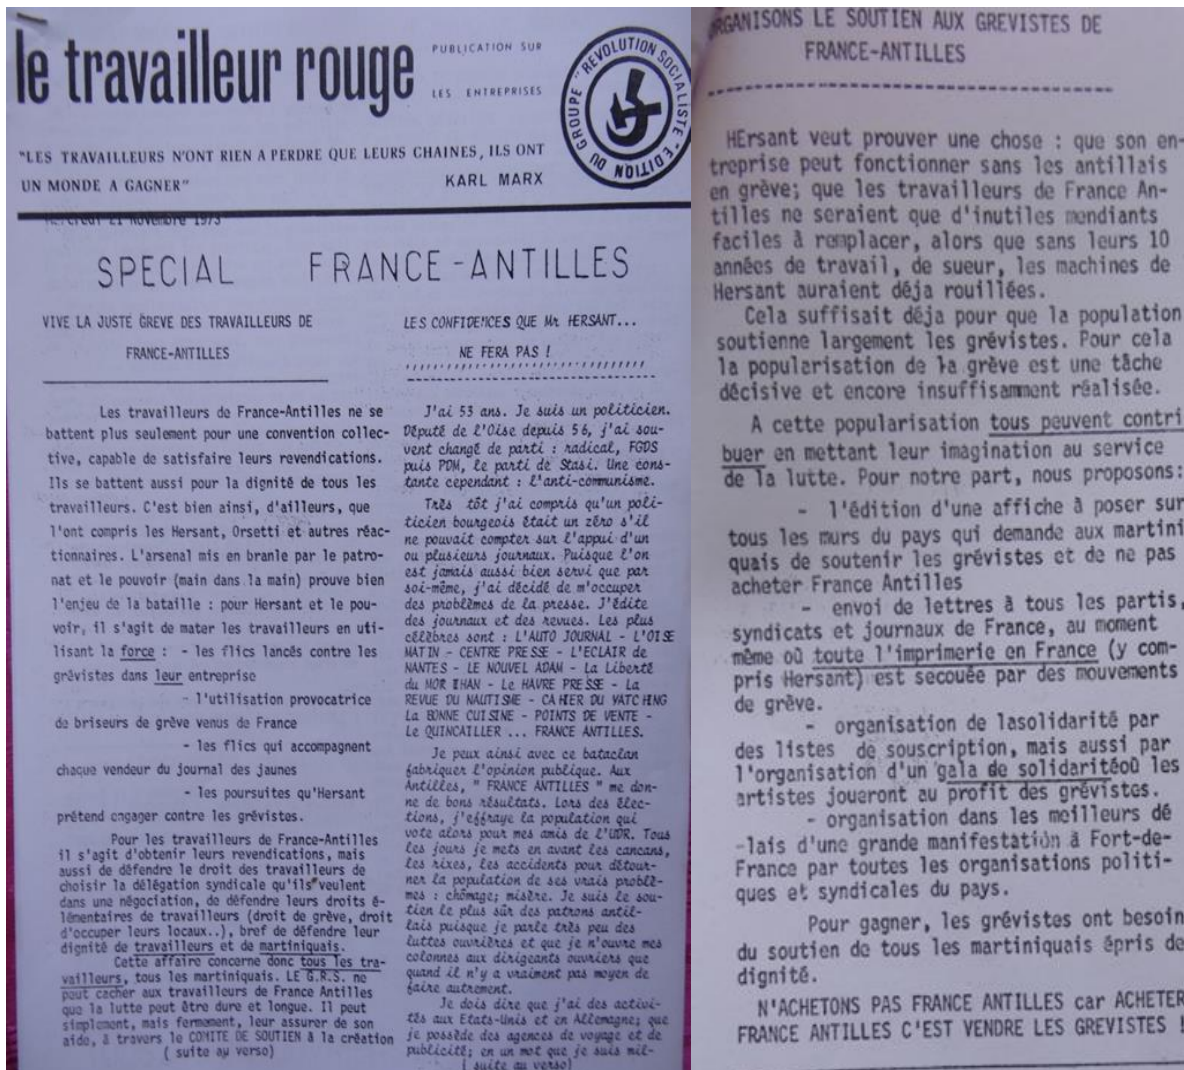 le travailleur rouge
PUBLICATION SUR
LES ENTREPRISES
EDITION DU GROUPE "REVOLUTION SOCIALISTE"
"LES TRAVAILLEURS N'ONT RIEN A PERDRE QUE LEURS CHAINES, ILS ONT
UN MONDE A GAGNER"
KARL MARX
Mercredi 21 Novembre 1973
SPECIAL FRANCE-ANTILLES
VIVE LA JUSTE GREVE DES TRAVAILLEURS DE
FRANCE-ANTILLES
Les travailleurs de France-Antilles ne se
battent plus seulement pour une convention collec-
tive, capable de satisfaire leurs revendications.
Ils se battent aussi pour la dignité de tous les
travailleurs. C'est bien ainsi, d'ailleurs, que
l'ont compris les Hersant, Orsetti et autres réac-
tionnaires. L'arsenal mis en branle par le patro-
nat et le pouvoir (main dans la main) prouve bien
l'enjeu de la bataille : pour Hersant et le pou-
voir, il s'agit de mater les travailleurs en uti-
lisant la force : - les flics lancés contre les
grévistes dans leur entreprise
- l'utilisation provocatrice
de briseurs de grève venus de France
- les flics qui accompagnent
chaque vendeur du journal des jaunes
- les poursuites qu'Hersant
prétend engager contre les grévistes.
Pour les travailleurs de France-Antilles
il s'agit d'obtenir leurs revendications, mais
aussi de défendre le droit des travailleurs de
choisir la délégation syndicale qu'ils veulent
dans une négociation, de défendre leurs droits é-
lémentaires de travailleurs (droit de grève, droit
d'occuper leurs locaux..), bref de défendre leur
dignité de travailleurs et de martiniquais.
Cette affaire concerne donc tous les tra-
vailleurs, tous les martiniquais. LE G.R.S. ne
peut cacher aux travailleurs de France Antilles
que la lutte peut être dure et longue. Il peut
simplement, mais fermement, leur assurer de son
aide, à travers le COMITE DE SOUTIEN à la création
( suite au verso)
LES CONFIDENCES QUE Mr HERSANT...
NE FERA PAS !
J'ai 53 ans. Je suis un politicien.
Député de l'Oise depuis 56, j'ai sou-
vent changé de parti : radical, FGDS
puis PDM, le parti de Stasi. Une cons-
tante cependant : l'anti-communisme.
Très tôt j'ai compris qu'un poli-
ticien bourgeois était un zéro s'il
ne pouvait compter sur l'appui d'un
ou plusieurs journaux. Puisque l'on
est jamais aussi bien servi que par
soi-même, j'ai décidé de m'occuper
des problèmes de la presse. J'édite
des journaux et des revues. Les plus
célèbres sont : L'AUTO JOURNAL - L'OISE
MATIN - CENTRE PRESSE - L'ECLAIR de
NANTES - LE NOUVEL ADAM - La Liberté
du MOR IHAN - Le HAVRE PRESSE - La
REVUE DU NAUTISME - CAHIER DU YATCHING
La BONNE CUISINE - POINTS DE VENTE -
Le QUINCAILLER ... FRANCE ANTILLES.
Je peux ainsi avec ce bataclan
fabriquer l'opinion publique. Aux
Antilles, " FRANCE ANTILLES " me don-
ne de bons résultats. Lors des élec-
tions, j'effraye la population qui
vote alors pour mes amis de l'UDR. Tous
les jours je mets en avant les cancans,
les rixes, les accidents pour détour-
ner la population de ses vrais problè-
mes : chômage; misère. Je suis le sou-
tien le plus sûr des patrons antil-
lais puisque je parle très peu des
luttes ouvrières et que je n'ouvre mes
colonnes aux dirigeants ouvriers que
quand il n'y a vraiment pas moyen de
faire autrement.
Je dois dire que j'ai des activi-
tés aux Etats-Unis et en Allemagne; que
je possède des agences de voyage et de
publicité; en un mot que je suis mil-
( suite au verso)
ORGANISONS LE SOUTIEN AUX GREVISTES DE
FRANCE-ANTILLES
HErsant veut prouver une chose : que son en-
treprise peut fonctionner sans les antillais
en grève; que les travailleurs de France An-
tilles ne seraient que d'inutiles mendiants
faciles à remplacer, alors que sans leurs 10
années de travail, de sueur, les machines de
Hersant auraient déja rouillées.
Cela suffisait déja pour que la population
soutienne largement les grévistes. Pour cela
la popularisation de la grève est une tâche
décisive et encore insuffisamment réalisée.
A cette popularisation tous peuvent contri
buer en mettant leur imagination au service
de la lutte. Pour notre part, nous proposons:
- l'édition d'une affiche à poser sur
tous les murs du pays qui demande aux martini
quais de soutenir les grévistes et de ne pas
acheter France Antilles
- envoi de lettres à tous les partis,
syndicats et journaux de France, au moment
même où toute l'imprimerie en France (y com-
pris Hersant) est secouée par des mouvements
de grève.
- organisation de lasolidarité par
des listes de souscription, mais aussi par
l'organisation d'un gala de solidaritéoû les
artistes joueront au profit des grévistes.
- organisation dans les meilleurs dé
-lais d'une grande manifestation à Fort-de-
France par toutes les organisations politi-
ques et syndicales du pays.
Pour gagner, les grévistes ont besoin
du soutien de tous les martiniquais épris de
dignité.
N'ACHETONS PAS FRANCE ANTILLES car ACHETER
FRANCE ANTILLES C'EST VENDRE LES GREVISTES !